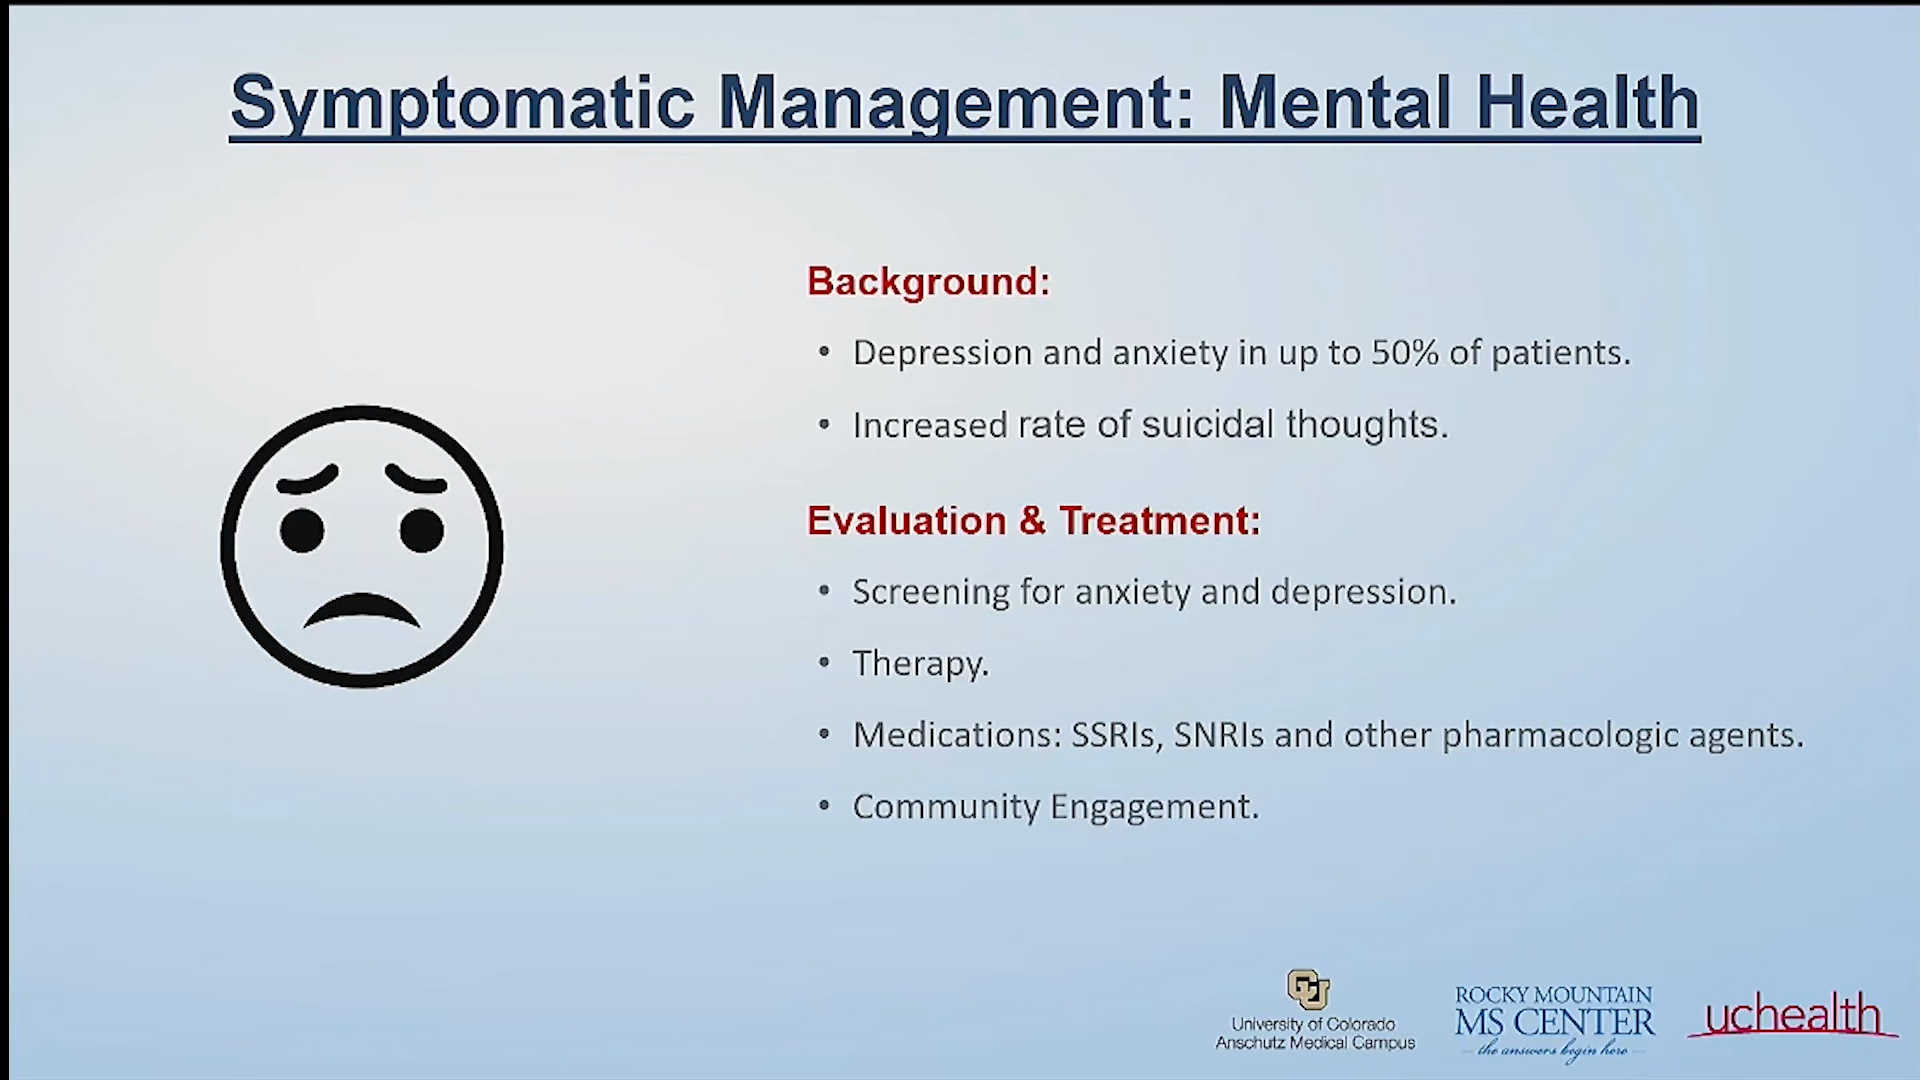 Symptomatic Management: Mental Health
Background:
• Depression and anxiety in up to 50% of patients.
• Increased rate of suicidal thoughts.
Evaluation & Treatment:
• Screening for anxiety and depression.
• Therapy.
• Medications: SSRIs, SNRIs and other pharmacologic agents.
• Community Engagement.
CU
University of Colorado
Anschutz Medical Campus
ROCKY MOUNTAIN
MS CENTER
the answers begin here
uchealth